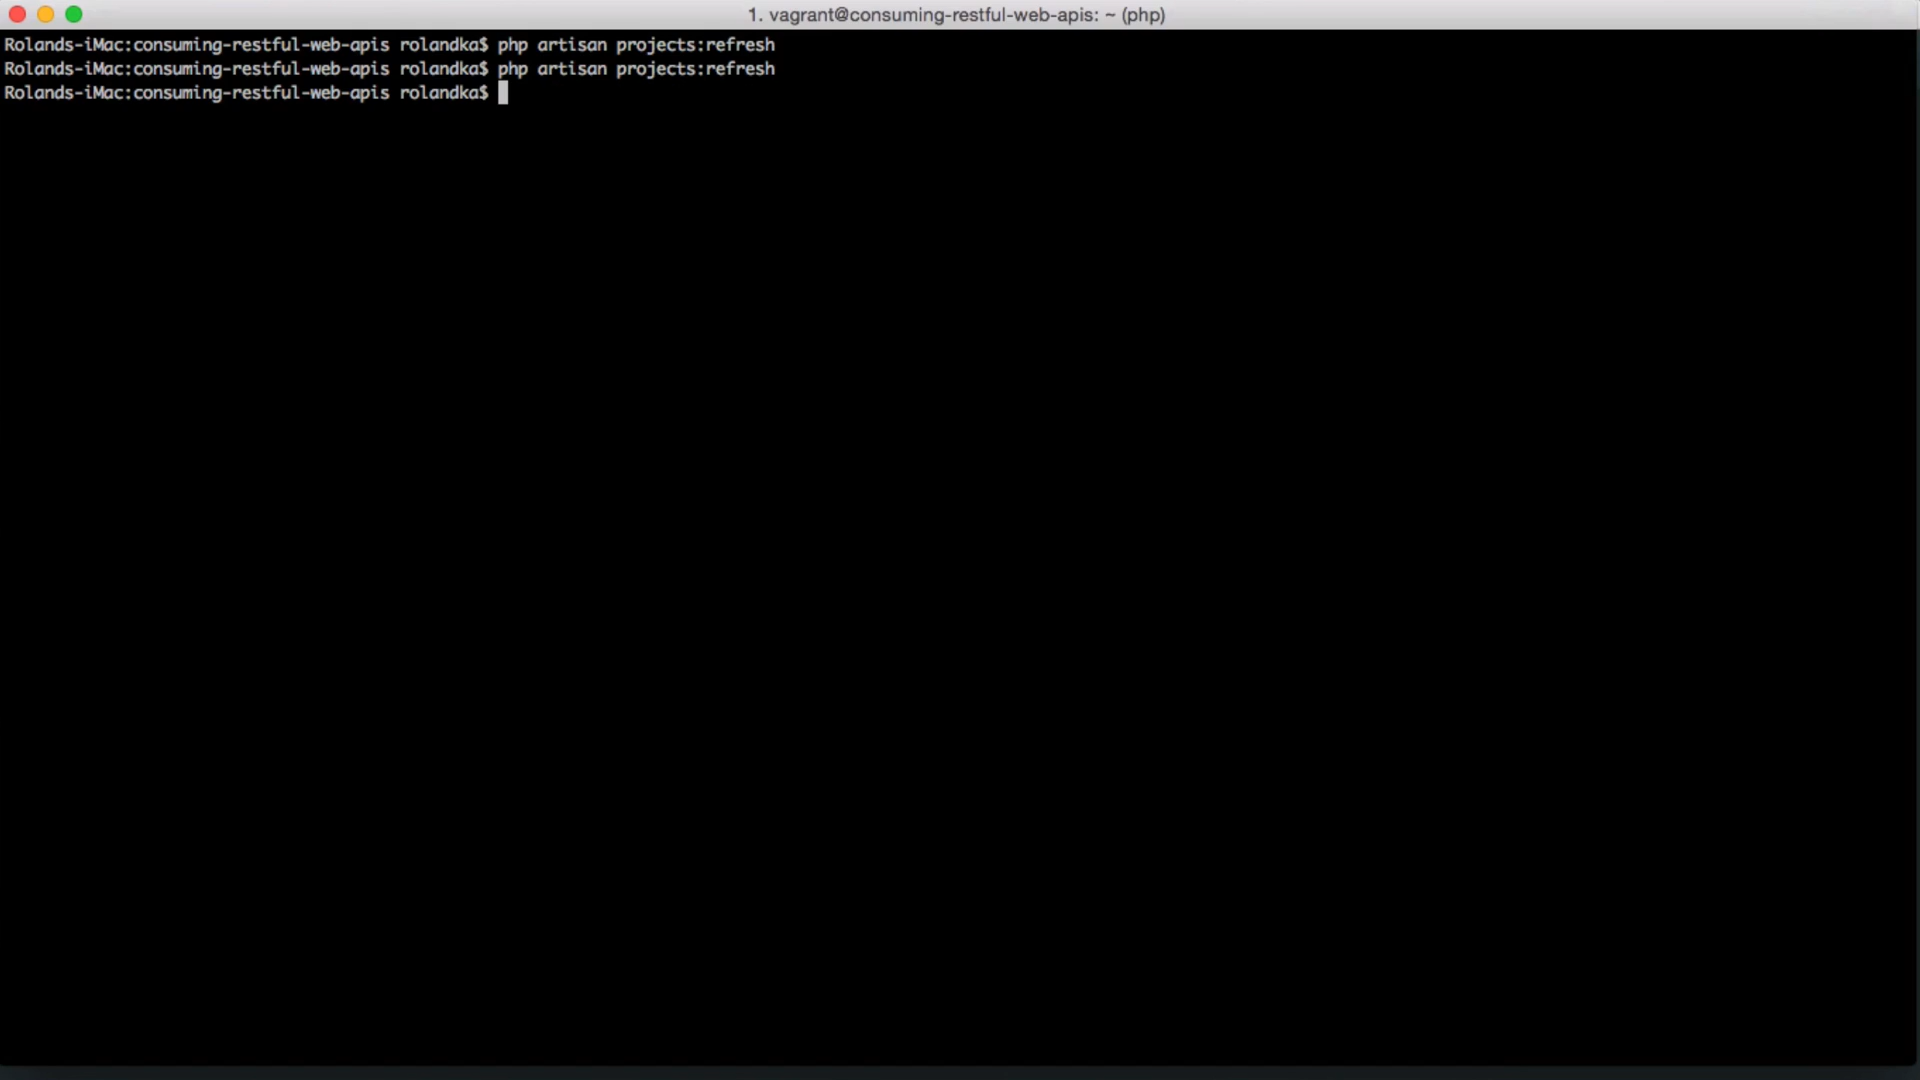 1. vagrant@consuming-restful-web-apis: ~ (php)
Rolands-iMac:consuming-restful-web-apis rolandka$ php artisan projects:refresh
Rolands-iMac:consuming-restful-web-apis rolandka$ php artisan projects:refresh
Rolands-iMac:consuming-restful-web-apis rolandka$